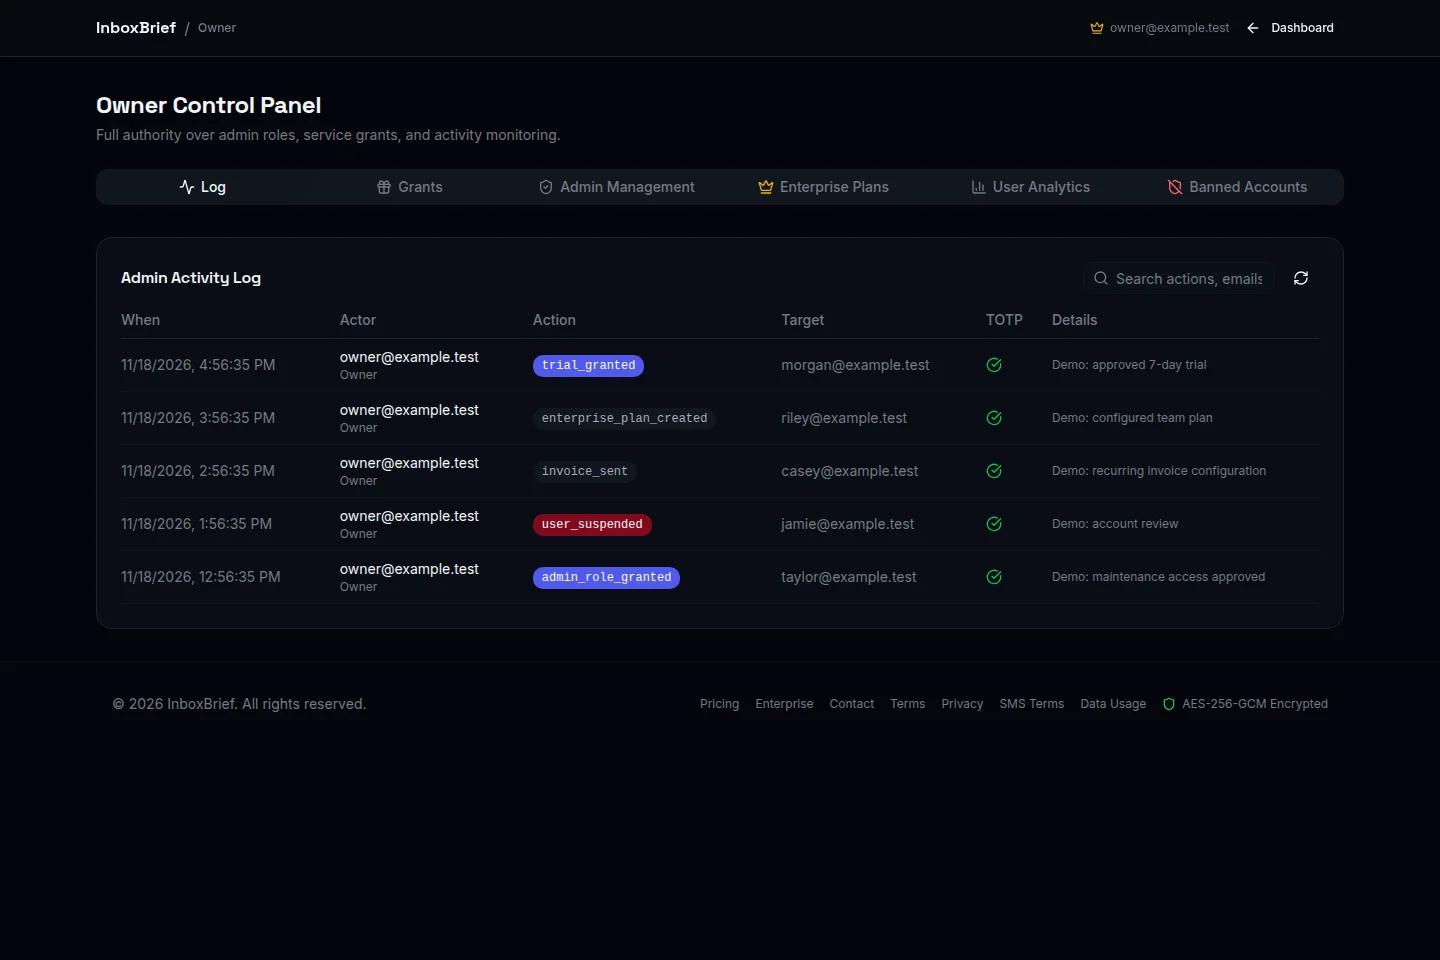 InboxBrief / Owner
owner@example.test
Dashboard
Owner Control Panel
Full authority over admin roles, service grants, and activity monitoring.
Log Grants Admin Management Enterprise Plans User Analytics Banned Accounts
Admin Activity Log
Search actions, emails
When Actor Action Target TOTP Details
11/18/2026, 4:56:35 PM owner@example.test trial_granted morgan@example.test Demo: approved 7-day trial
Owner
11/18/2026, 3:56:35 PM owner@example.test enterprise_plan_created riley@example.test Demo: configured team plan
Owner
11/18/2026, 2:56:35 PM owner@example.test invoice_sent casey@example.test Demo: recurring invoice configuration
Owner
11/18/2026, 1:56:35 PM owner@example.test user_suspended jamie@example.test Demo: account review
Owner
11/18/2026, 12:56:35 PM owner@example.test admin_role_granted taylor@example.test Demo: maintenance access approved
Owner
© 2026 InboxBrief. All rights reserved.
Pricing Enterprise Contact Terms Privacy SMS Terms Data Usage AES-256-GCM Encrypted